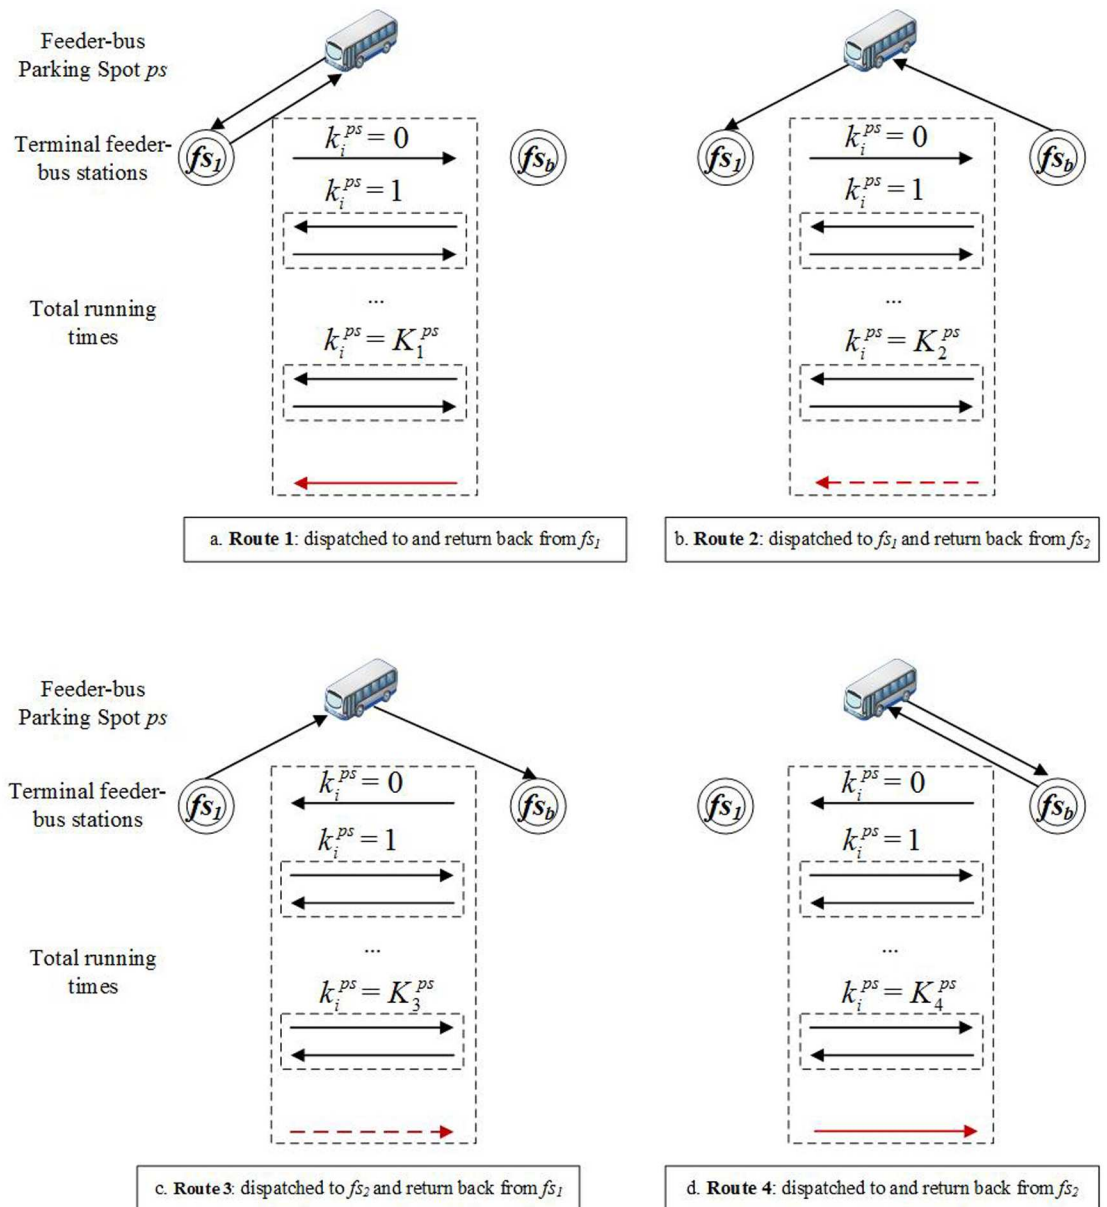 Feeder-bus
Parking Spot ps
Terminal feeder-
bus stations
fs₁
k_i^ps = 0
fs_b
k_i^ps = 1
...
Total running
times
k_i^ps = K_1^ps
a. Route 1: dispatched to and return back from fs₁
fs₁
k_i^ps = 0
fs_b
k_i^ps = 1
...
k_i^ps = K_2^ps
b. Route 2: dispatched to fs₁ and return back from fs₂
Feeder-bus
Parking Spot ps
Terminal feeder-
bus stations
fs₁
k_i^ps = 0
fs_b
k_i^ps = 1
...
Total running
times
k_i^ps = K_3^ps
c. Route 3: dispatched to fs₂ and return back from fs₁
fs₁
k_i^ps = 0
fs_b
k_i^ps = 1
...
k_i^ps = K_4^ps
d. Route 4: dispatched to and return back from fs₂